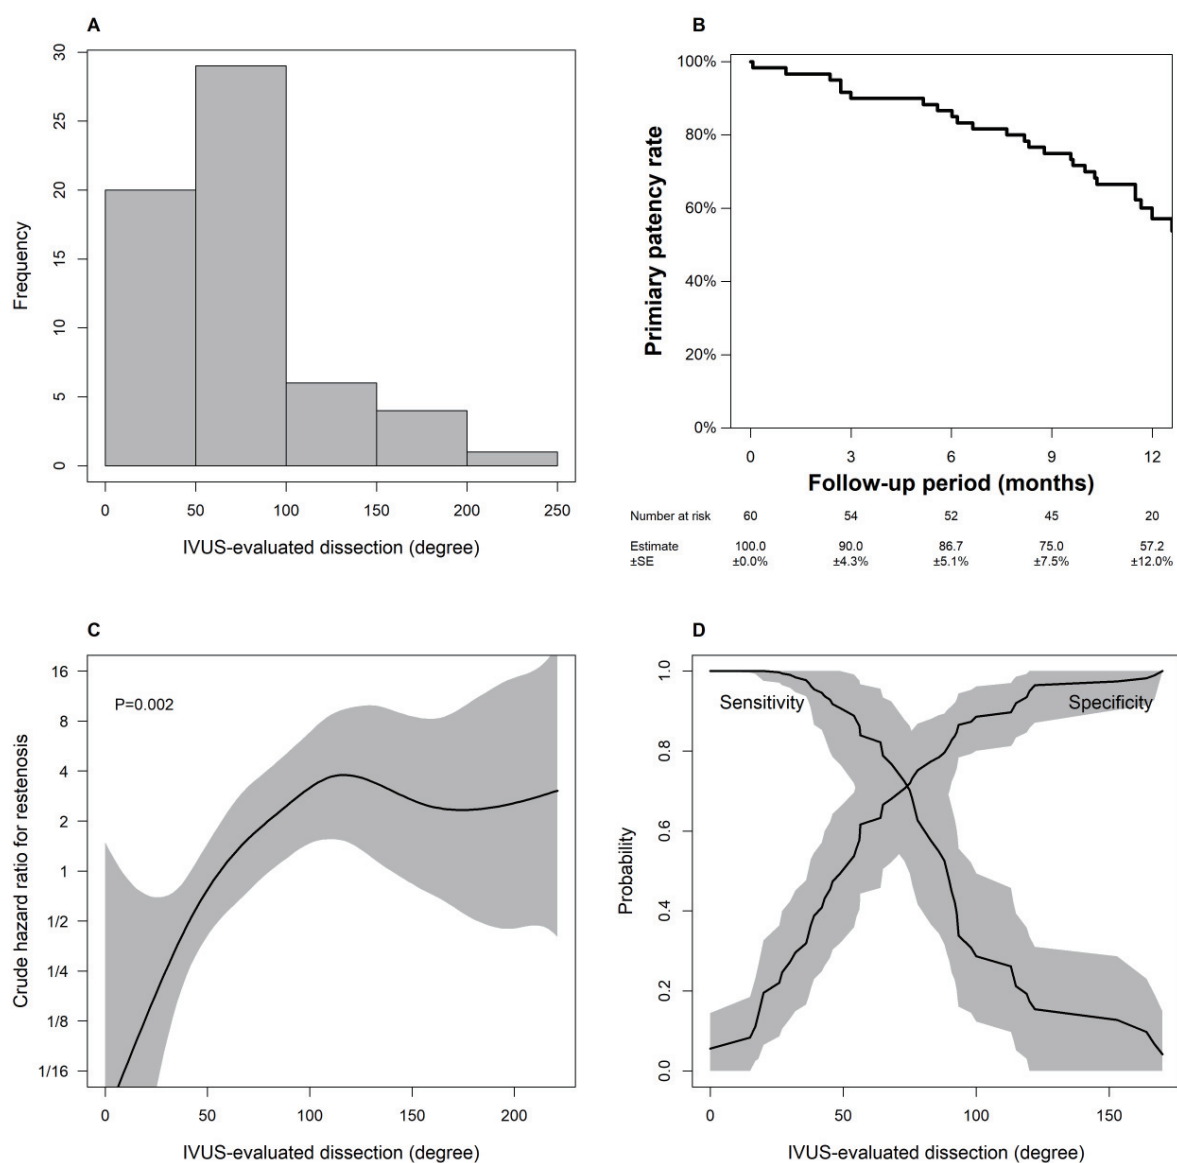 A
30
25
20
15
10
5
0
Frequency
0 50 100 150 200 250
IVUS-evaluated dissection (degree)
B
100%
80%
60%
40%
20%
0%
Primiary patency rate
0 3 6 9 12
Follow-up period (months)
Number at risk 60 54 52 45 20
Estimate 100.0 90.0 86.7 75.0 57.2
±SE ±0.0% ±4.3% ±5.1% ±7.5% ±12.0%
C
P=0.002
16
8
4
2
1
1/2
1/4
1/8
1/16
Crude hazard ratio for restenosis
0 50 100 150 200
IVUS-evaluated dissection (degree)
D
Sensitivity Specificity
1.0
0.8
0.6
0.4
0.2
0.0
Probability
0 50 100 150
IVUS-evaluated dissection (degree)